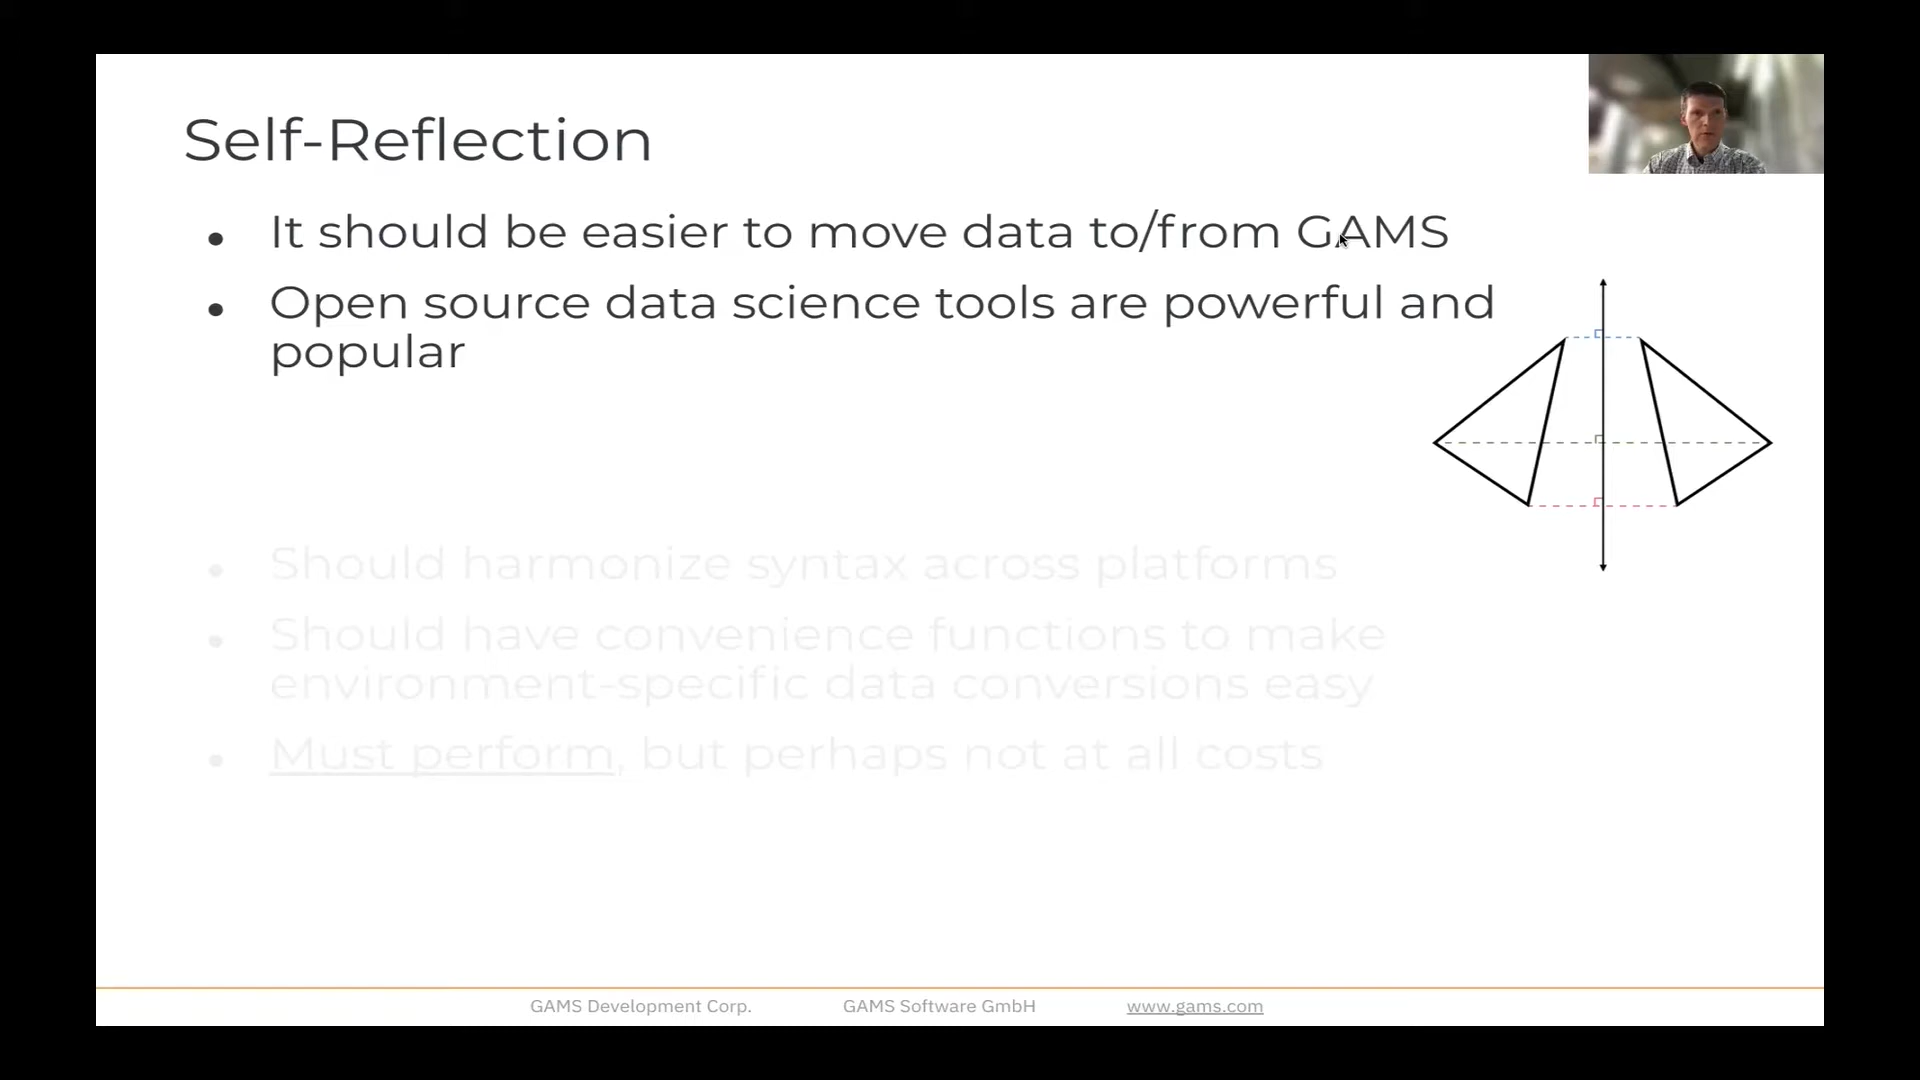 Self-Reflection
• It should be easier to move data to/from GAMS
• Open source data science tools are powerful and
popular
• Should harmonize syntax across platforms
• Should have convenience functions to make
environment-specific data conversions easy
• Must perform, but perhaps not at all costs
GAMS Development Corp. GAMS Software GmbH www.gams.com